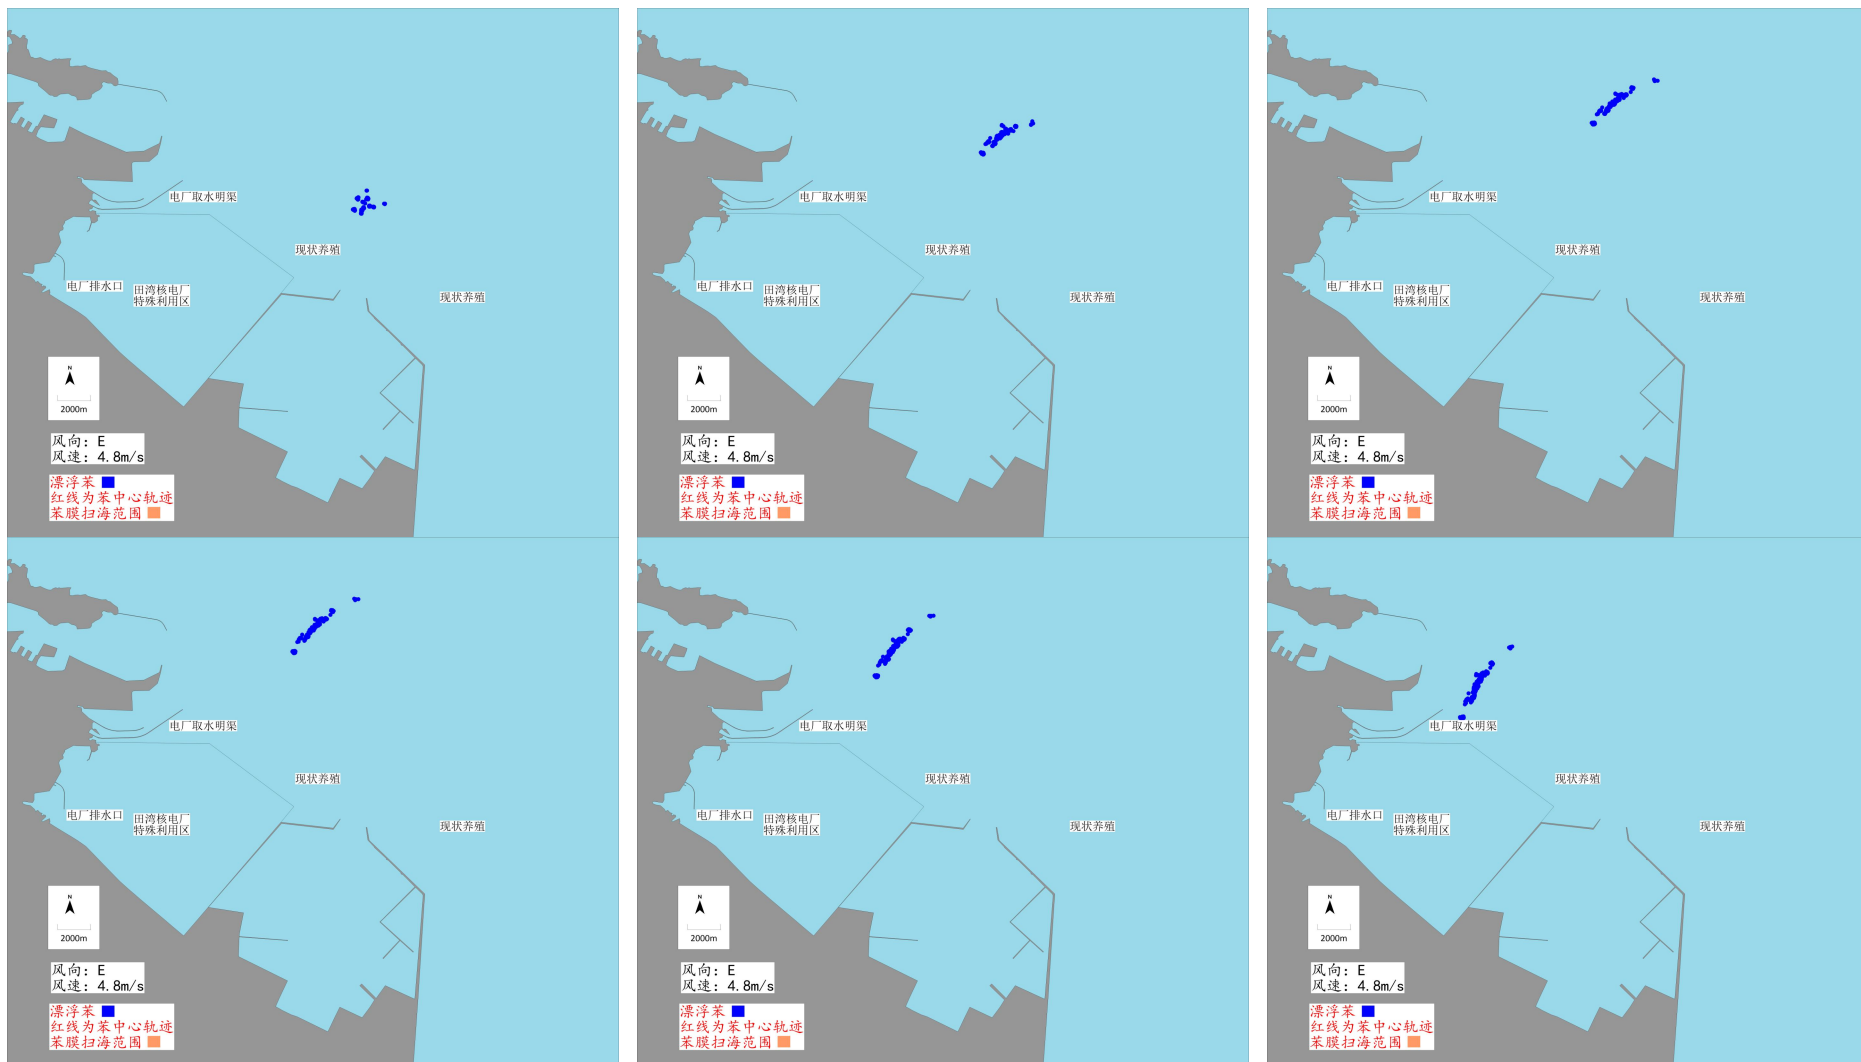 电厂取水明渠
现状养殖
电厂排水口
田湾核电厂
特殊利用区
现状养殖
N
2000m
风向: E
风速: 4.8m/s
漂浮苯
红线为苯中心轨迹
苯膜扫海范围
电厂取水明渠
现状养殖
电厂排水口
田湾核电厂
特殊利用区
现状养殖
N
2000m
风向: E
风速: 4.8m/s
漂浮苯
红线为苯中心轨迹
苯膜扫海范围
电厂取水明渠
现状养殖
电厂排水口
田湾核电厂
特殊利用区
现状养殖
N
2000m
风向: E
风速: 4.8m/s
漂浮苯
红线为苯中心轨迹
苯膜扫海范围
电厂取水明渠
现状养殖
电厂排水口
田湾核电厂
特殊利用区
现状养殖
N
2000m
风向: E
风速: 4.8m/s
漂浮苯
红线为苯中心轨迹
苯膜扫海范围
电厂取水明渠
现状养殖
电厂排水口
田湾核电厂
特殊利用区
现状养殖
N
2000m
风向: E
风速: 4.8m/s
漂浮苯
红线为苯中心轨迹
苯膜扫海范围
电厂取水明渠
现状养殖
电厂排水口
田湾核电厂
特殊利用区
现状养殖
N
2000m
风向: E
风速: 4.8m/s
漂浮苯
红线为苯中心轨迹
苯膜扫海范围